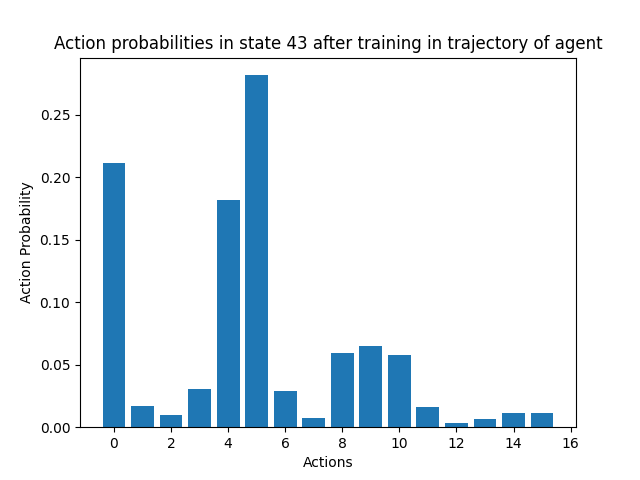 Action probabilities in state 43 after training in trajectory of agent
Action Probability
0.25
0.20
0.15
0.10
0.05
0.00
0 2 4 6 8 10 12 14 16
Actions